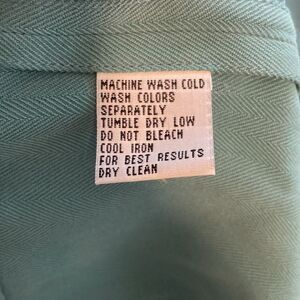 MACHINE WASH COLD
WASH COLORS
SEPARATELY
TUMBLE DRY LOW
DO NOT BLEACH
COOL IRON
FOR BEST RESULTS
DRY CLEAN